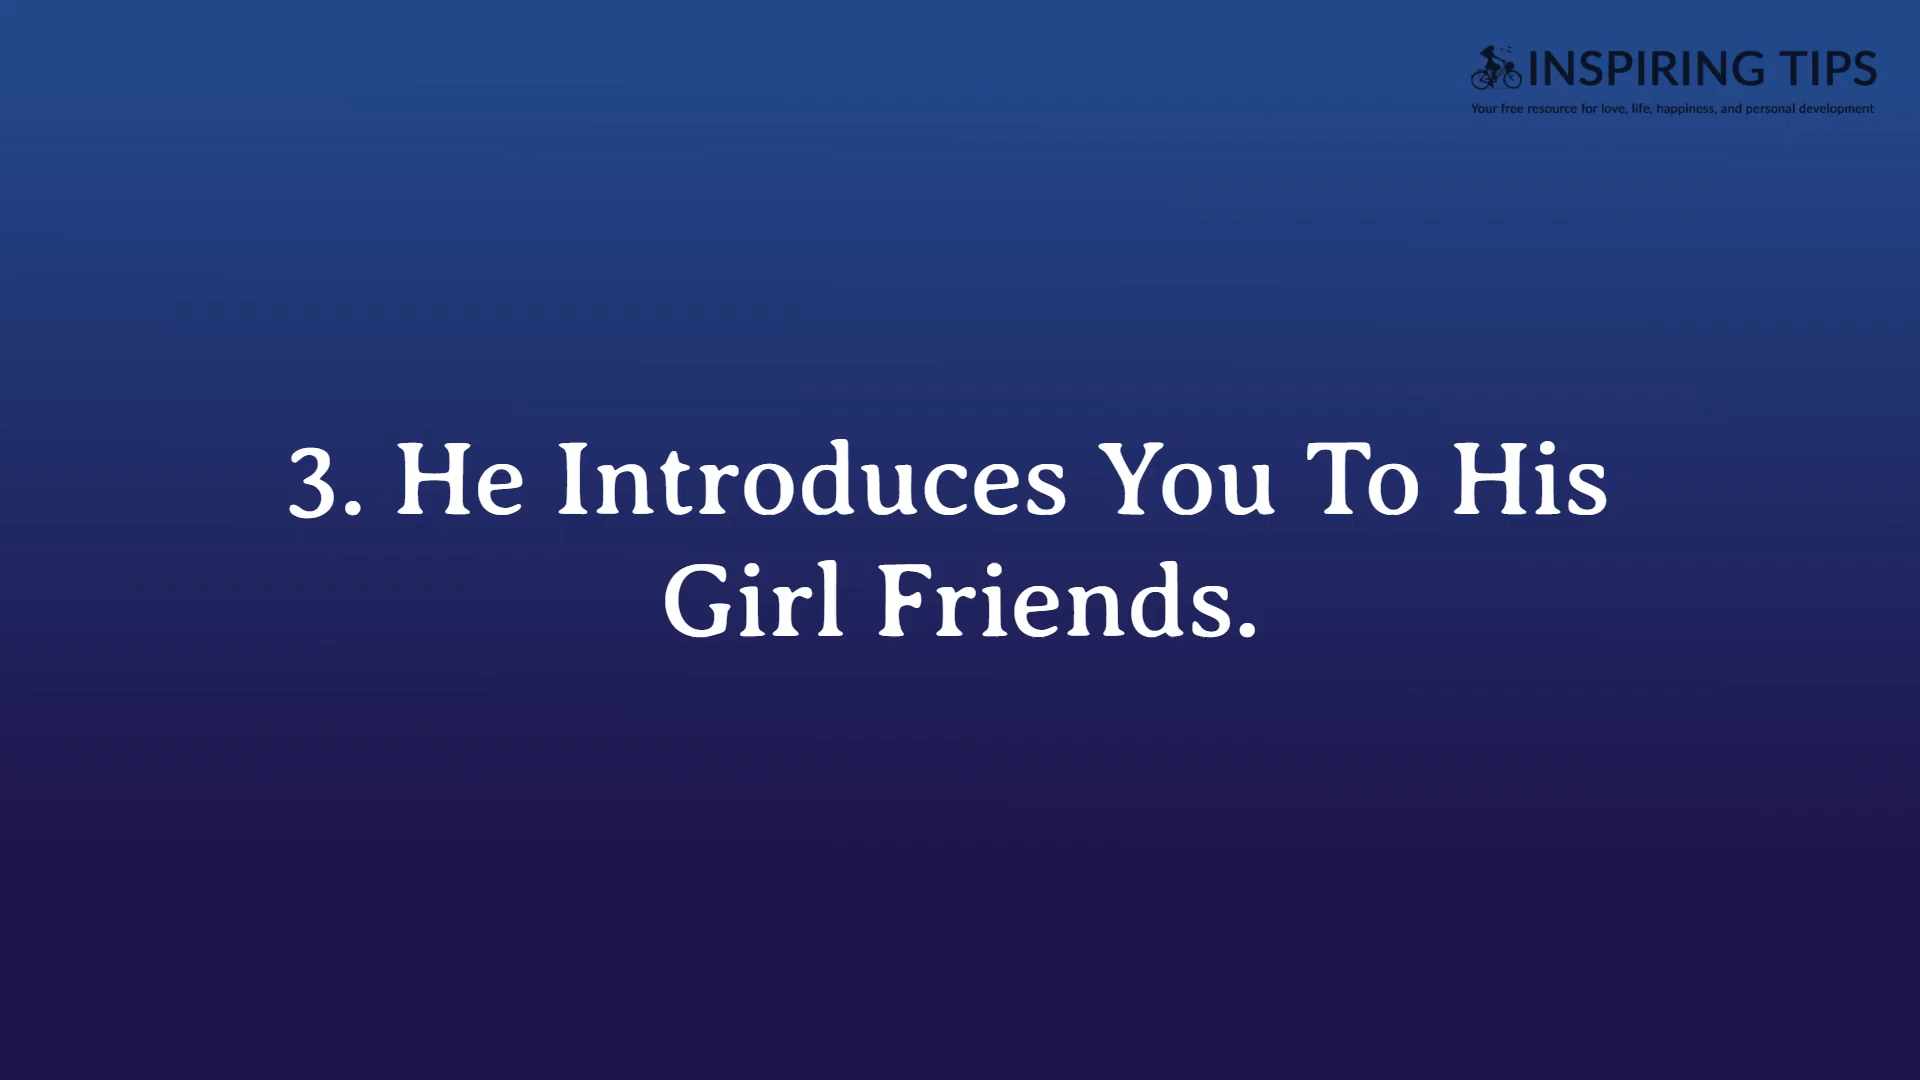 INSPIRING TIPS
Your free resource for love, life, happiness, and personal development
3. He Introduces You To His
Girl Friends.